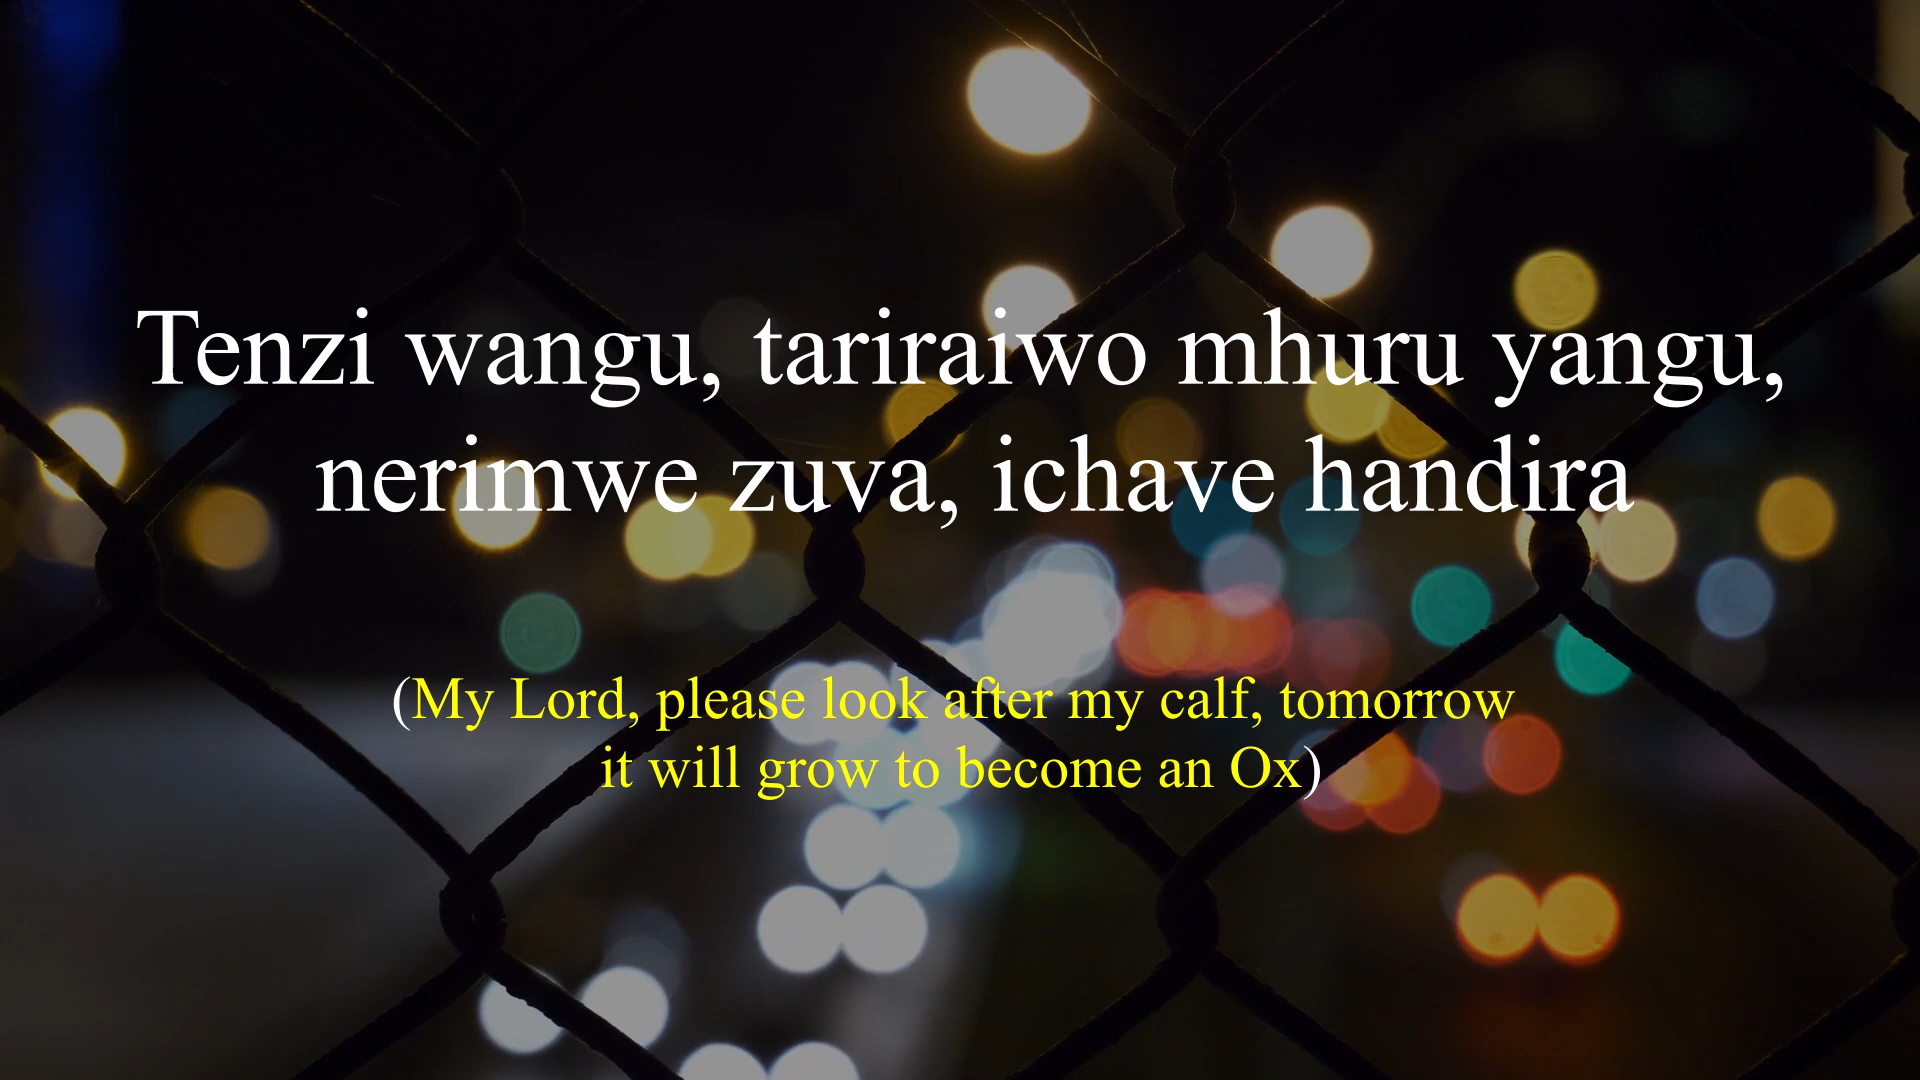 Tenzi wangu, tariraiwo mhuru yangu,
nerimwe zuva, ichave handira
(My Lord, please look after my calf, tomorrow
it will grow to become an Ox)